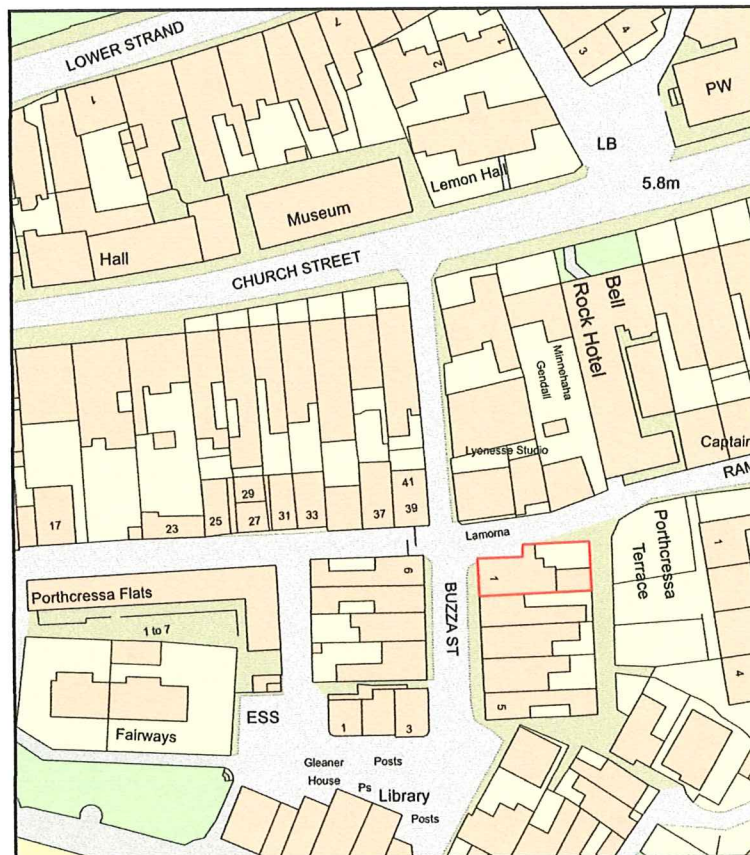 LOWER STRAND
7
1
2
1
3
4
PW
LB
Lemon Hall
5.8m
Museum
Hall
CHURCH STREET
Bell
Rock Hotel
Minnehaha
Gendall
Lyonesse Studio
Captain
RAN
41
29
17
23
25
27
31
33
37
39
Lamorna
Porthcressa
Terrace
1
6
1
Porthcressa Flats
BUZZA ST
1 to 7
4
5
ESS
1
3
Fairways
Gleaner
House
Posts
Ps
Library
Posts